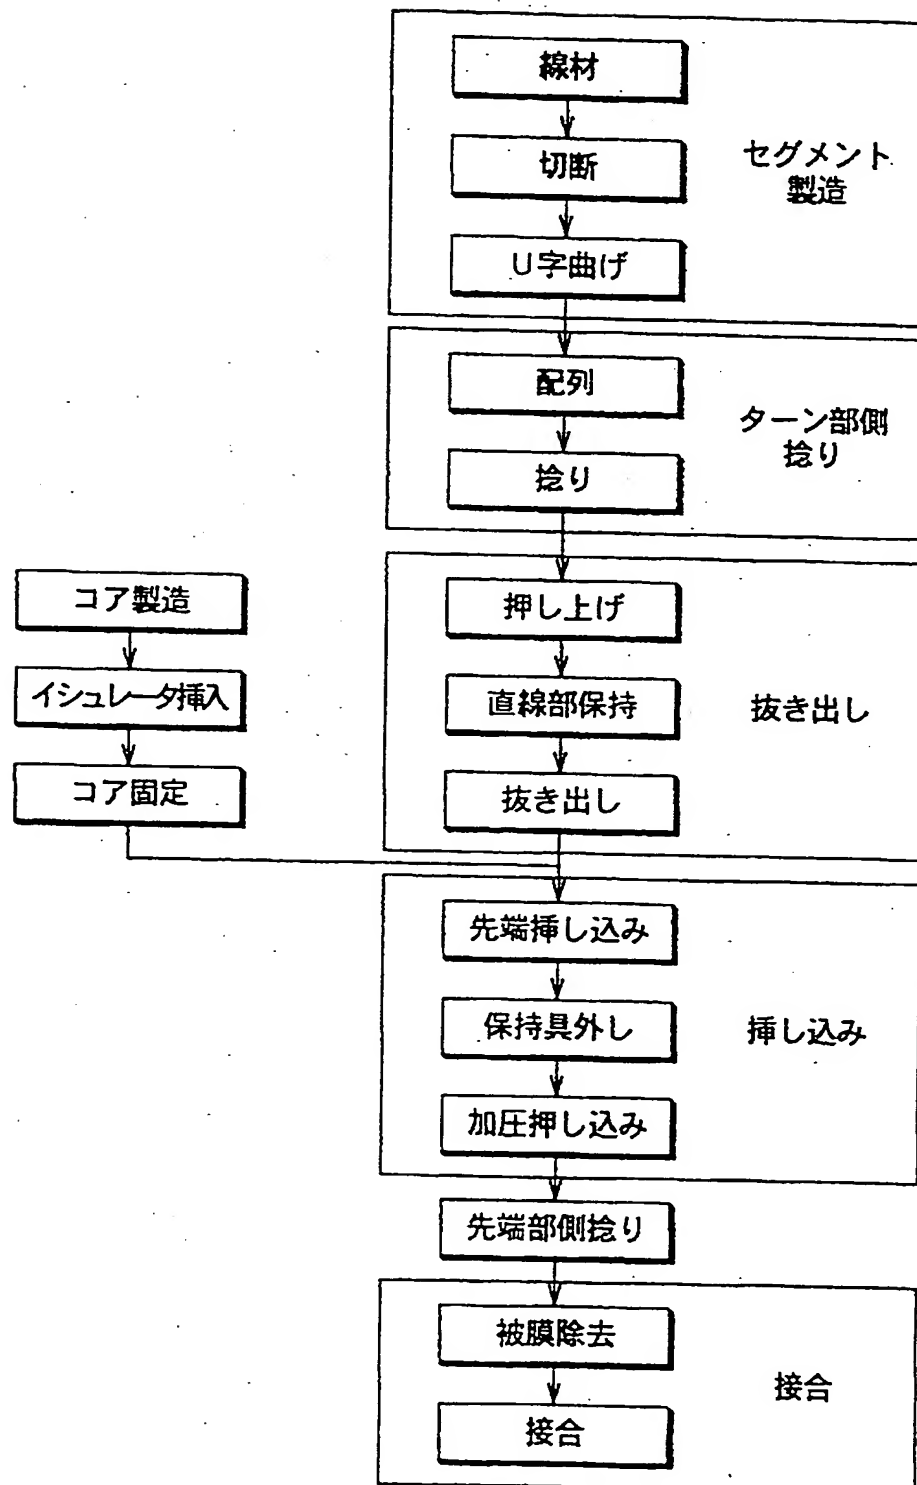 線材
切断
U字曲げ
セグメント
製造
配列
捻り
ターン部側
捻り
コア製造
イシュレータ挿入
コア固定
押し上げ
直線部保持
抜き出し
抜き出し
先端挿し込み
保持具外し
加圧押し込み
挿し込み
先端部側捻り
被膜除去
接合
接合